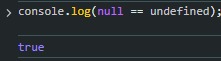 > console.log(null == undefined);
true